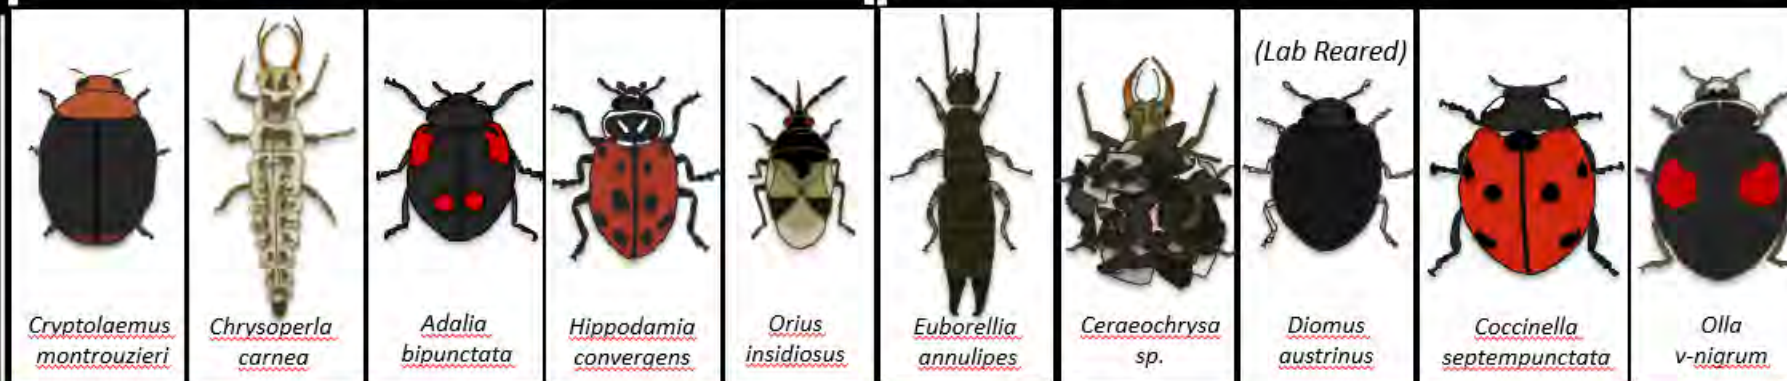 Cryptolaemus
montrouzieri
Chrysoperla
carnea
Adalia
bipunctata
Hippodamia
convergens
Orius
insidiosus
Euborellia
annulipes
Ceraeochrysa
sp.
(Lab Reared)
Diomus
austrinus
Coccinella
septempunctata
Olla
v-nigrum